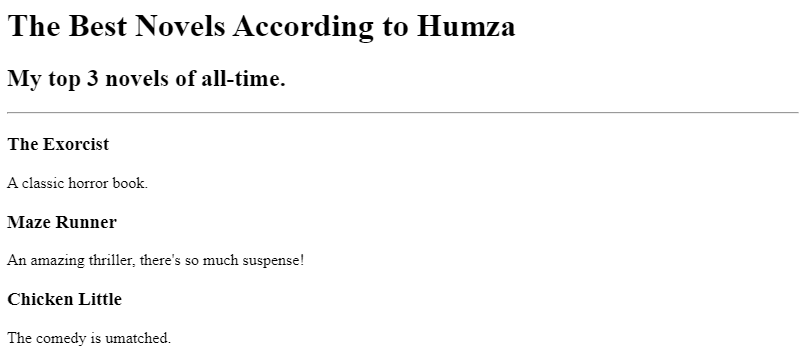 The Best Novels According to Humza
My top 3 novels of all-time.
The Exorcist
A classic horror book.
Maze Runner
An amazing thriller, there's so much suspense!
Chicken Little
The comedy is umatched.